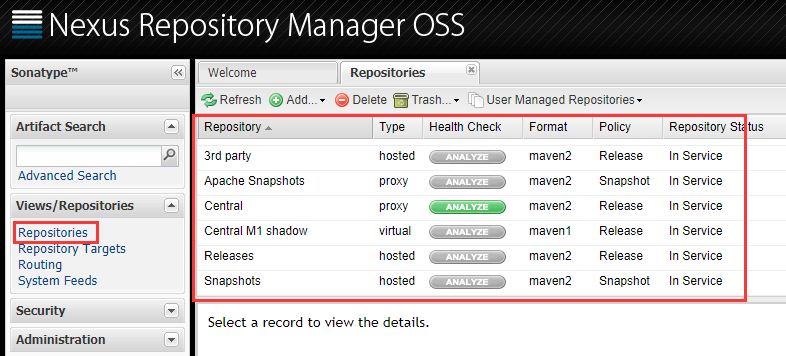 Nexus Repository Manager OSS
Sonatype™
Welcome
Repositories
Refresh Add... Delete Trash... User Managed Repositories
Artifact Search
Advanced Search
Views/Repositories
Repositories
Repository Targets
Routing
System Feeds
Security
Administration
Repository Type Health Check Format Policy Repository Status
3rd party hosted ANALYZE maven2 Release In Service
Apache Snapshots proxy ANALYZE maven2 Snapshot In Service
Central proxy ANALYZE maven2 Release In Service
Central M1 shadow virtual ANALYZE maven1 Release In Service
Releases hosted ANALYZE maven2 Release In Service
Snapshots hosted ANALYZE maven2 Snapshot In Service
Select a record to view the details.